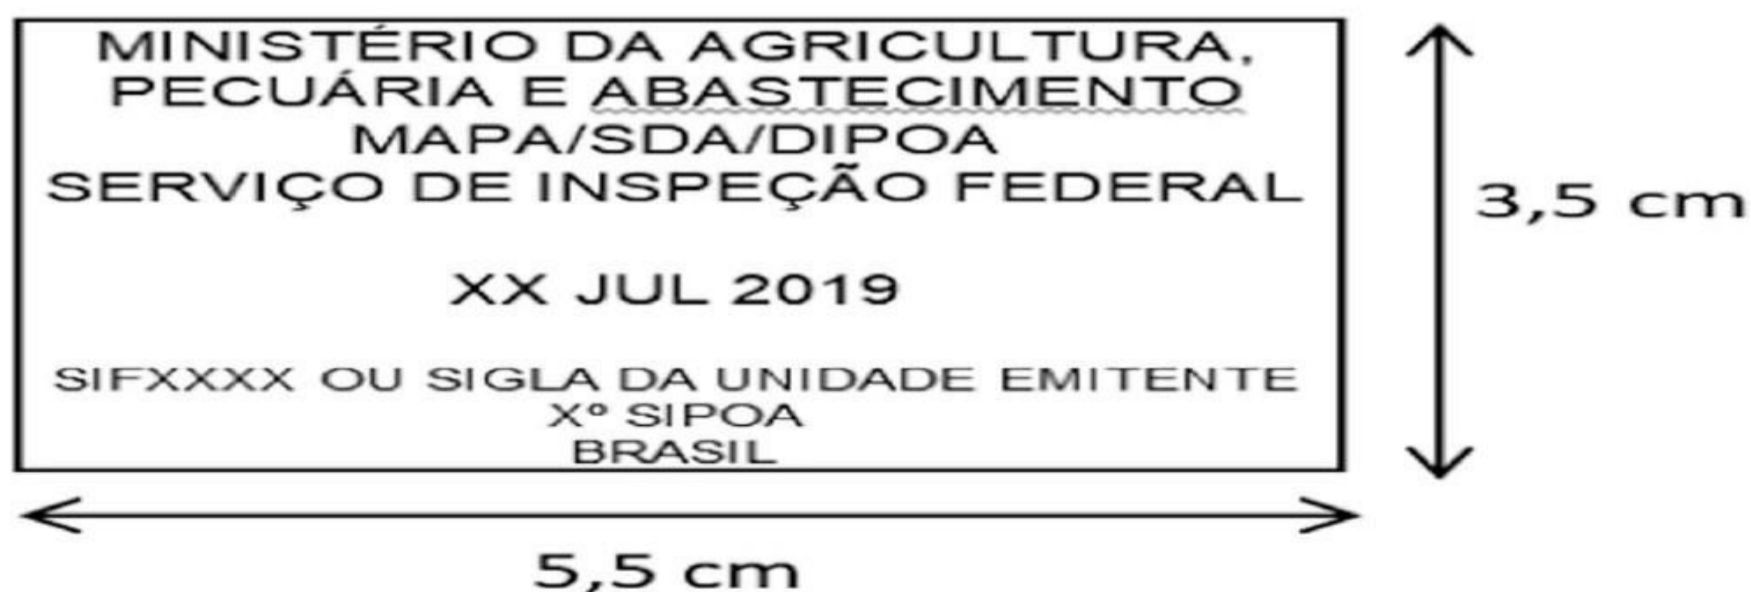 MINISTÉRIO DA AGRICULTURA,
PECUÁRIA E ABASTECIMENTO
MAPA/SDA/DIPOA
SERVIÇO DE INSPEÇÃO FEDERAL
XX JUL 2019
SIFXXXX OU SIGLA DA UNIDADE EMITENTE
Xº SIPOA
BRASIL
3,5 cm
5,5 cm